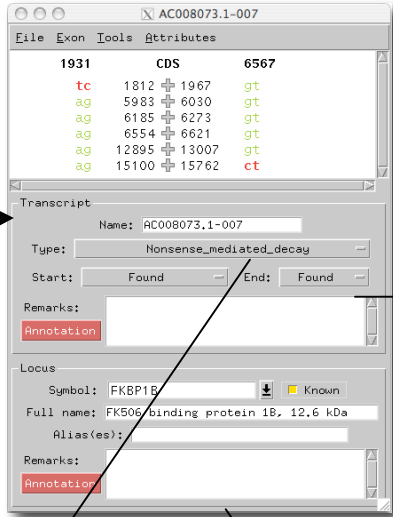 AC008073.1-007
File Exon Tools Attributes
1931 CDS 6567
tc 1812 1967 gt
ag 5983 6030 gt
ag 6185 6273 gt
ag 6554 6621 gt
ag 12895 13007 gt
ag 15100 15762 ct
Transcript
Name: AC008073.1-007
Type: Nonsense_mediated_decay
Start: Found End: Found
Remarks:
Annotation
Locus
Symbol: FKBP1B Known
Full name: FK506 binding protein 1B, 12.6 kDa
Alias(es):
Remarks:
Annotation